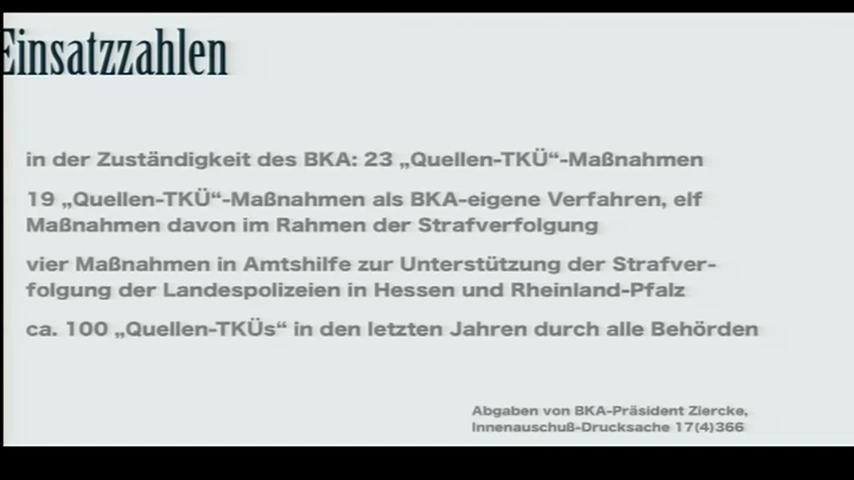 Einsatzzahlen
in der Zuständigkeit des BKA: 23 „Quellen-TKÜ“-Maßnahmen
19 „Quellen-TKÜ“-Maßnahmen als BKA-eigene Verfahren, elf
Maßnahmen davon im Rahmen der Strafverfolgung
vier Maßnahmen in Amtshilfe zur Unterstützung der Strafver-
folgung der Landespolizeien in Hessen und Rheinland-Pfalz
ca. 100 „Quellen-TKÜs“ in den letzten Jahren durch alle Behörden
Abgaben von BKA-Präsident Ziercke,
Innenauschuß-Drucksache 17(4)366